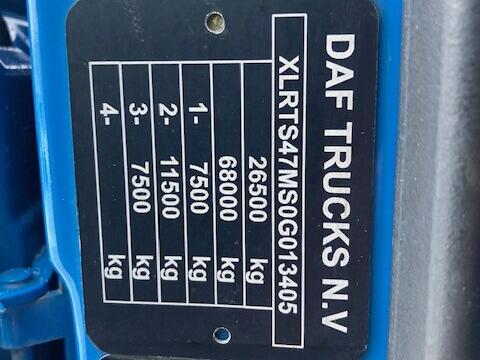 DAF TRUCKS N.V
XLRTS47MS0G013405
26500 kg
68000 kg
1- 7500 kg
2- 11500 kg
3- 7500 kg
4- kg